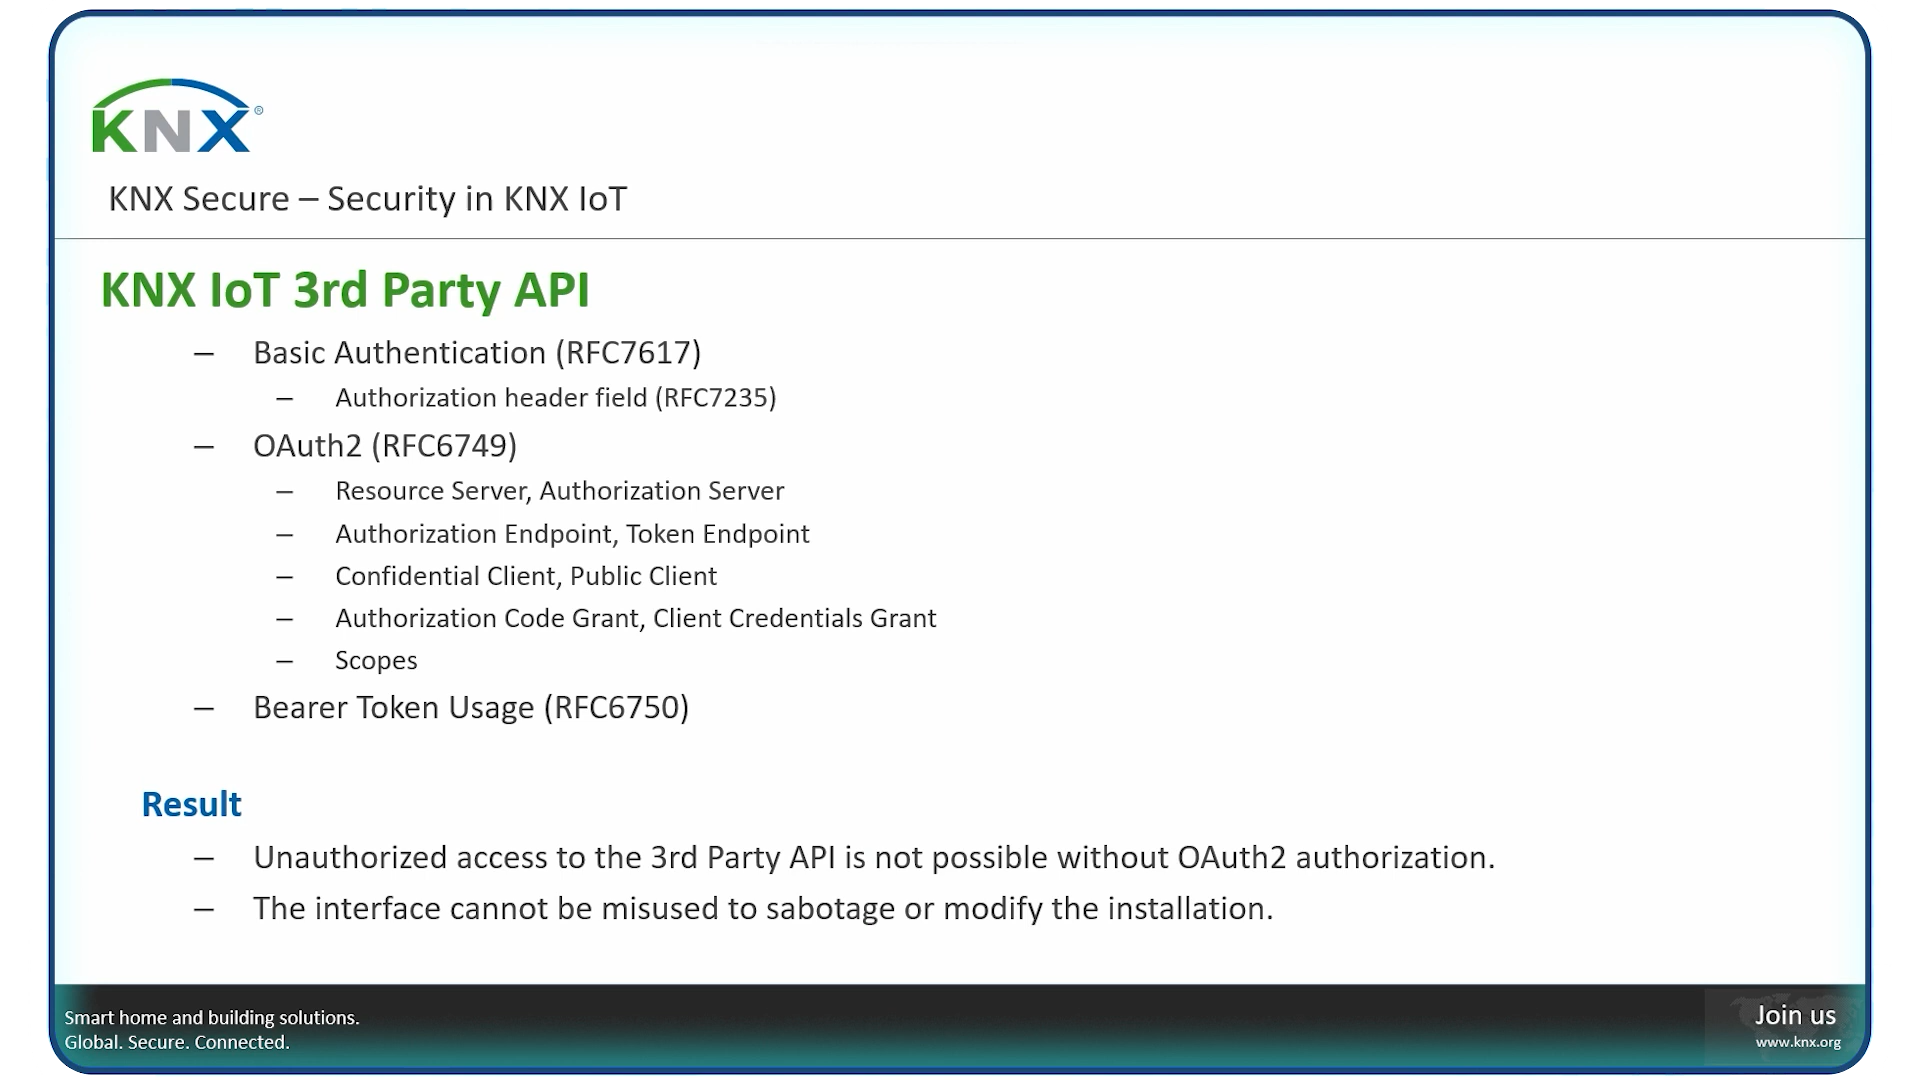 KNX®
KNX Secure – Security in KNX IoT
KNX IoT 3rd Party API
– Basic Authentication (RFC7617)
– Authorization header field (RFC7235)
– OAuth2 (RFC6749)
– Resource Server, Authorization Server
– Authorization Endpoint, Token Endpoint
– Confidential Client, Public Client
– Authorization Code Grant, Client Credentials Grant
– Scopes
– Bearer Token Usage (RFC6750)
Result
– Unauthorized access to the 3rd Party API is not possible without OAuth2 authorization.
– The interface cannot be misused to sabotage or modify the installation.
Smart home and building solutions.
Global. Secure. Connected.
Join us
www.knx.org